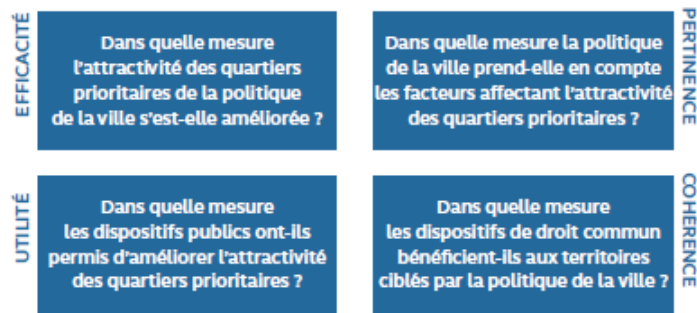 EFFICACITÉ
Dans quelle mesure
l'attractivité des quartiers
prioritaires de la politique
de la ville s'est-elle améliorée ?
PERTINENCE
Dans quelle mesure la politique
de la ville prend-elle en compte
les facteurs affectant l'attractivité
des quartiers prioritaires ?
UTILITÉ
Dans quelle mesure
les dispositifs publics ont-ils
permis d'améliorer l'attractivité
des quartiers prioritaires ?
COHÉRENCE
Dans quelle mesure
les dispositifs de droit commun
bénéficient-ils aux territoires
ciblés par la politique de la ville ?